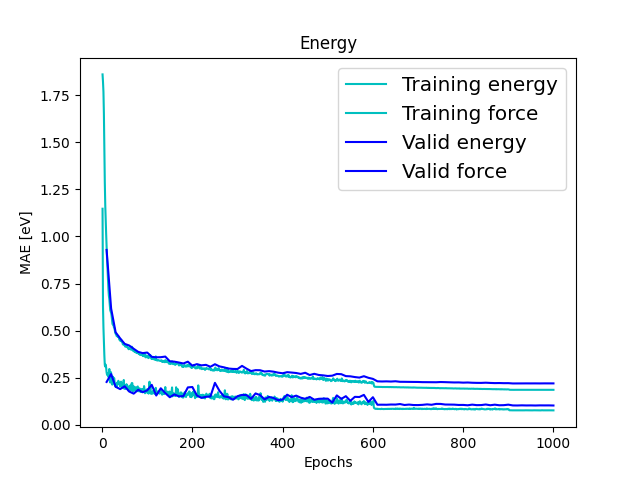 Energy
Training energy
Training force
Valid energy
Valid force
MAE [eV]
1.75
1.50
1.25
1.00
0.75
0.50
0.25
0.00
0 200 400 600 800 1000
Epochs